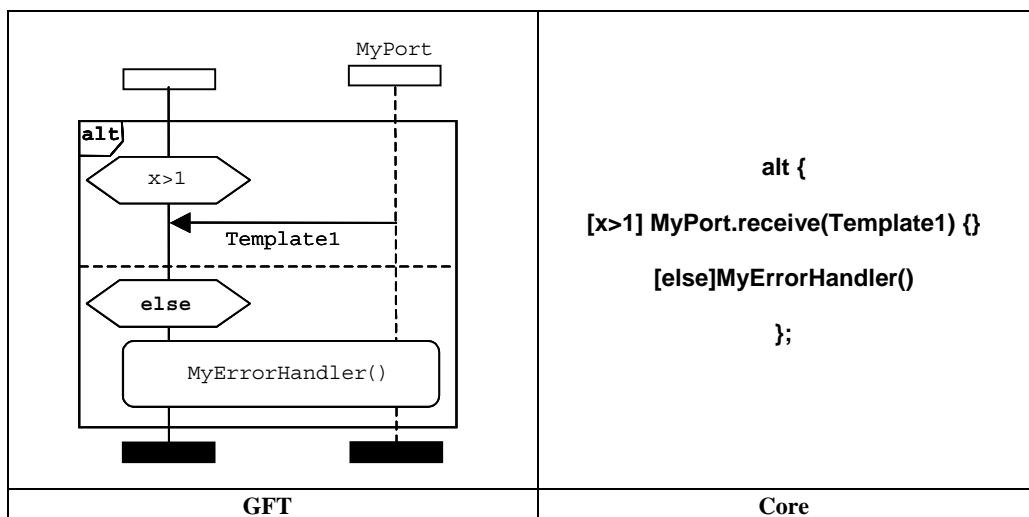 MyPort
alt
x>1
Template1
else
MyErrorHandler()
alt {
[x>1] MyPort.receive(Template1) {}
[else]MyErrorHandler()
};
GFT
Core